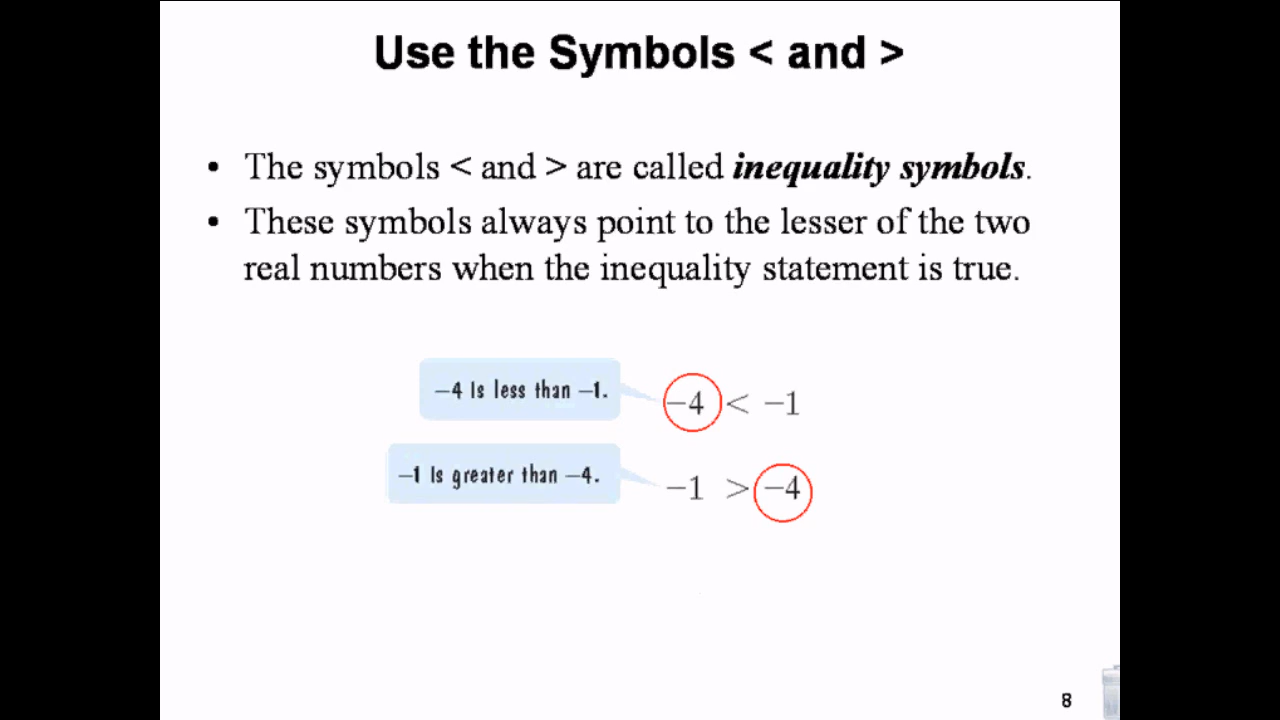 Use the Symbols < and >
• The symbols < and > are called inequality symbols.
• These symbols always point to the lesser of the two
real numbers when the inequality statement is true.
−4 Is less than −1.
−4 < −1
−1 Is greater than −4.
−1 > −4
8